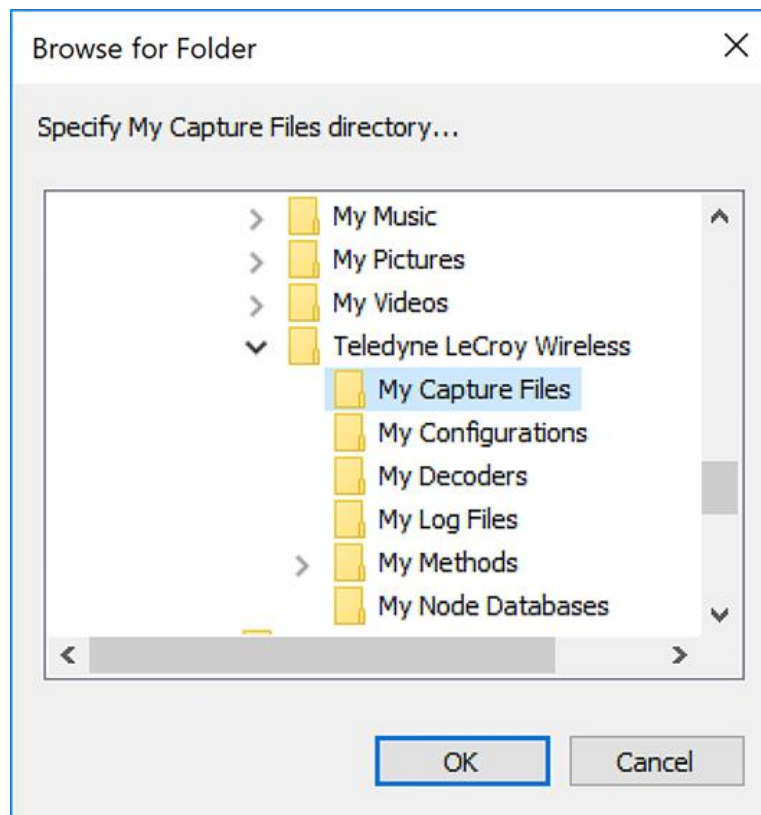 Browse for Folder
Specify My Capture Files directory...
My Music
My Pictures
My Videos
Teledyne LeCroy Wireless
My Capture Files
My Configurations
My Decoders
My Log Files
My Methods
My Node Databases
OK Cancel